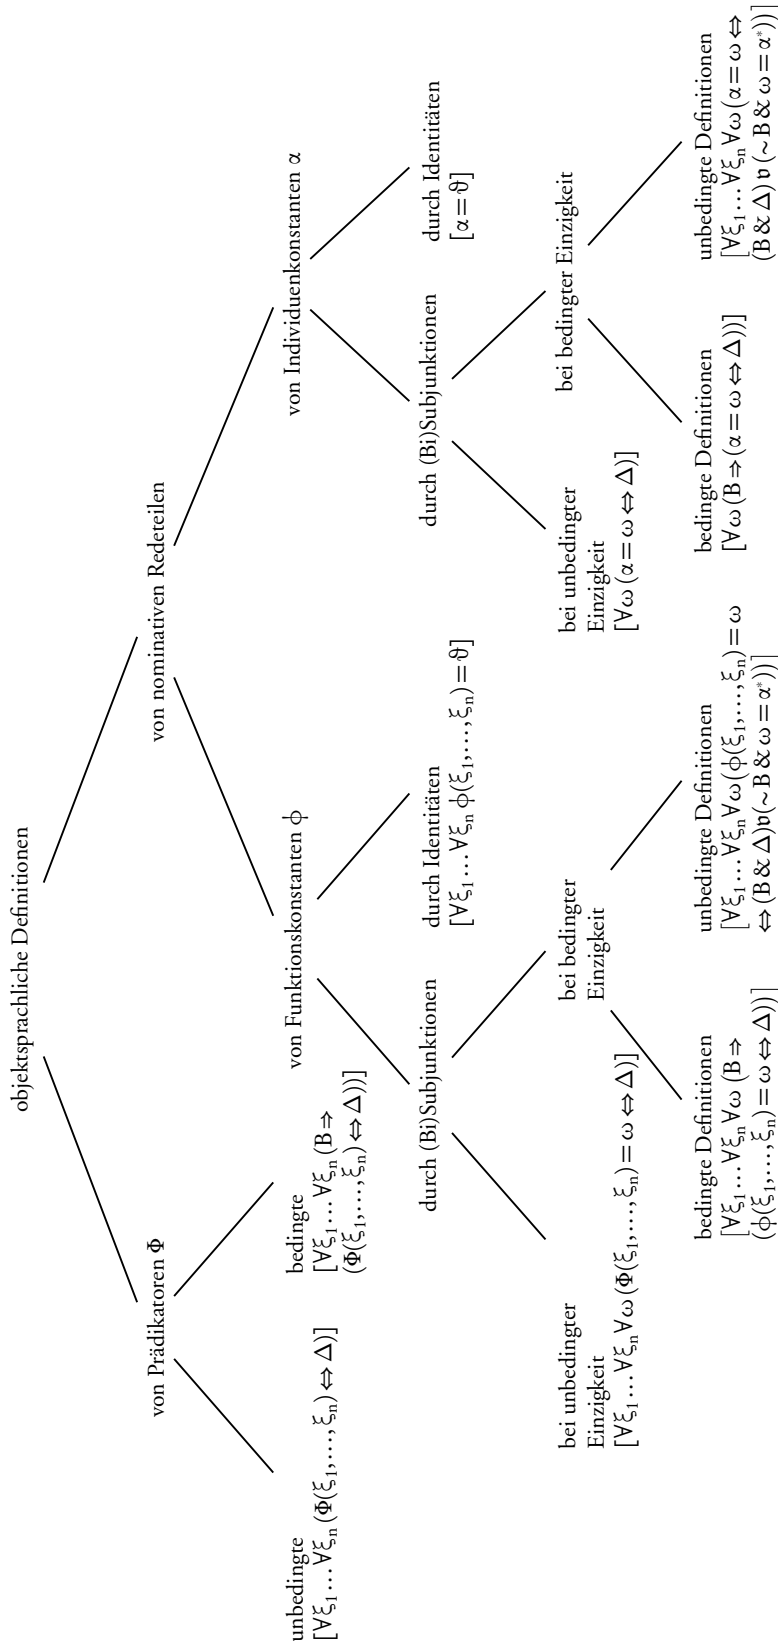 objektsprachliche Definitionen
von Prädikatoren Φ
von nominativen Redeteilen
unbedingte
[∀ξ₁…∀ξₙ(Φ(ξ₁,…,ξₙ)⇔Δ)]
bedingte
[∀ξ₁…∀ξₙ(B⇒
(Φ(ξ₁,…,ξₙ)⇔Δ))]
von Funktionskonstanten ϕ
von Individuenkonstanten α
durch (Bi)Subjunktionen
durch Identitäten
[∀ξ₁…∀ξₙ ϕ(ξ₁,…,ξₙ)=ϑ]
durch (Bi)Subjunktionen
durch Identitäten
[α=ϑ]
bei unbedingter
Einzigkeit
[∀ξ₁…∀ξₙ∀ω(Φ(ξ₁,…,ξₙ)=ω⇔Δ)]
bei bedingter
Einzigkeit
bei unbedingter
Einzigkeit
[∀ω(α=ω⇔Δ)]
bei bedingter Einzigkeit
bedingte Definitionen
[∀ξ₁…∀ξₙ∀ω(B⇒
(ϕ(ξ₁,…,ξₙ)=ω⇔Δ))]
unbedingte Definitionen
[∀ξ₁…∀ξₙ∀ω(ϕ(ξ₁,…,ξₙ)=ω
⇔(B&Δ(א)∼B&ω=α*))]
bedingte Definitionen
[∀ω(B⇒(α=ω⇔Δ))]
unbedingte Definitionen
[∀ξ₁…∀ξₙ∀ω(α=ω⇔
(B&Δ(א)∼B&ω=α*))]